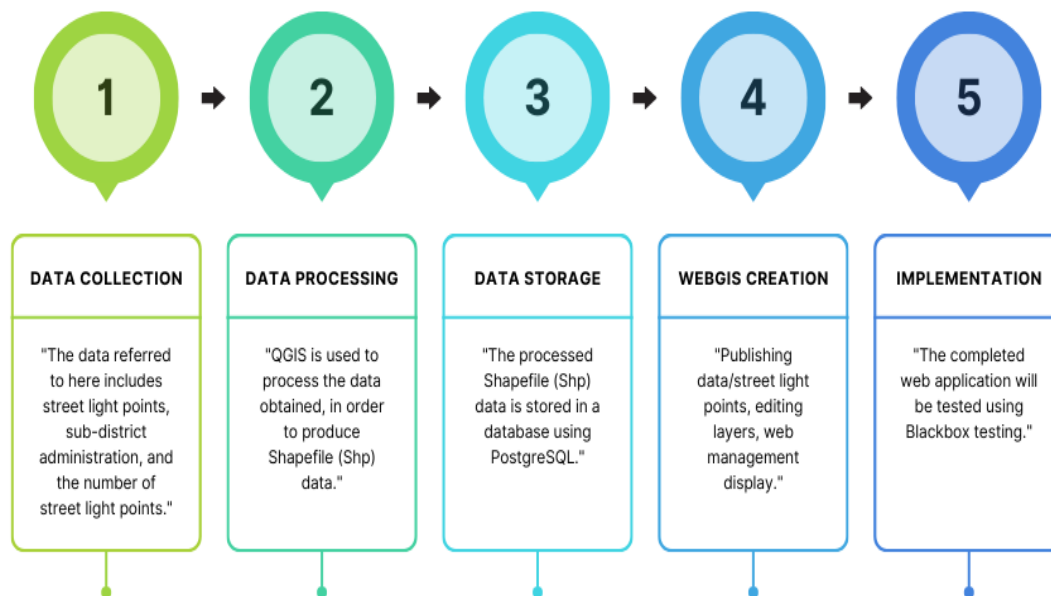 1
2
3
4
5
DATA COLLECTION
"The data referred
to here includes
street light points,
sub-district
administration, and
the number of
street light points."
DATA PROCESSING
"QGIS is used to
process the data
obtained, in order
to produce
Shapefile (Shp)
data."
DATA STORAGE
"The processed
Shapefile (Shp)
data is stored in a
database using
PostgreSQL."
WEBGIS CREATION
"Publishing
data/street light
points, editing
layers, web
management
display."
IMPLEMENTATION
"The completed
web application will
be tested using
Blackbox testing."